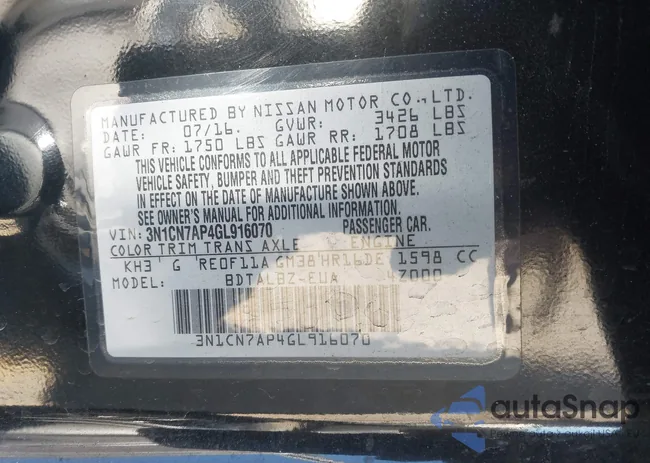 MANUFACTURED BY NISSAN MOTOR CO., LTD.
DATE: 07/16. GVWR: 3426 LBS
GAWR FR: 1750 LBS GAWR RR: 1708 LBS
THIS VEHICLE CONFORMS TO ALL APPLICABLE FEDERAL MOTOR
VEHICLE SAFETY, BUMPER AND THEFT PREVENTION STANDARDS
IN EFFECT ON THE DATE OF MANUFACTURE SHOWN ABOVE.
SEE OWNER'S MANUAL FOR ADDITIONAL INFORMATION.
VIN: 3N1CN7AP4GL916070 PASSENGER CAR.
COLOR TRIM TRANS AXLE ENGINE
KH3 G RE0F11A GM38 HR16DE 1598 CC
MODEL: BDTALBZ-EUA 4Z000
3N1CN7AP4GL916070
autaSnap